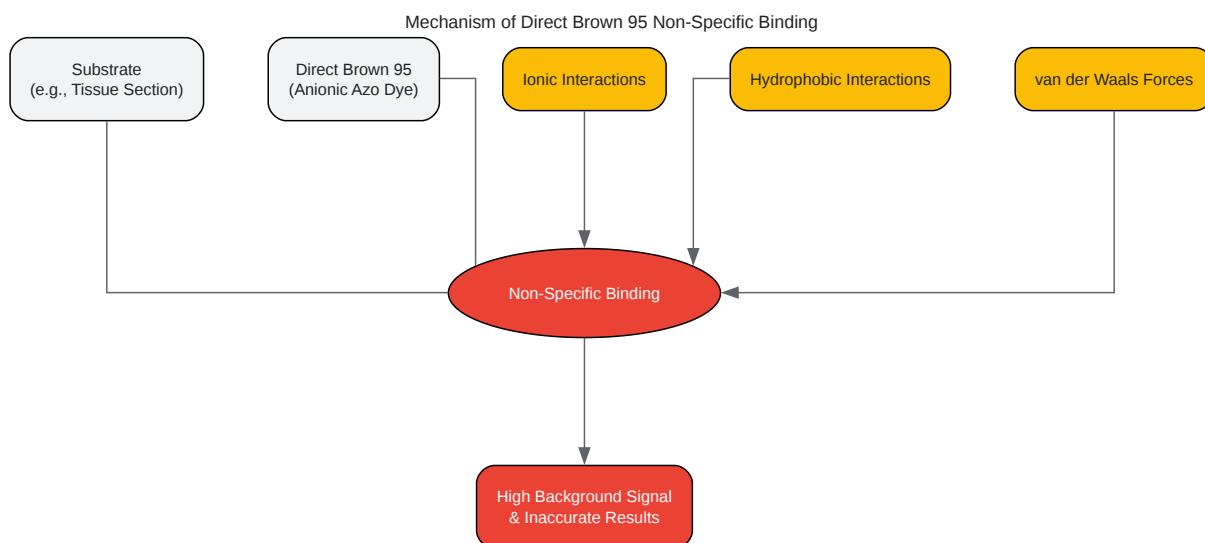 Mechanism of Direct Brown 95 Non-Specific Binding
Substrate
(e.g., Tissue Section)
Direct Brown 95
(Anionic Azo Dye)
Ionic Interactions
Hydrophobic Interactions
van der Waals Forces
Non-Specific Binding
High Background Signal
& Inaccurate Results